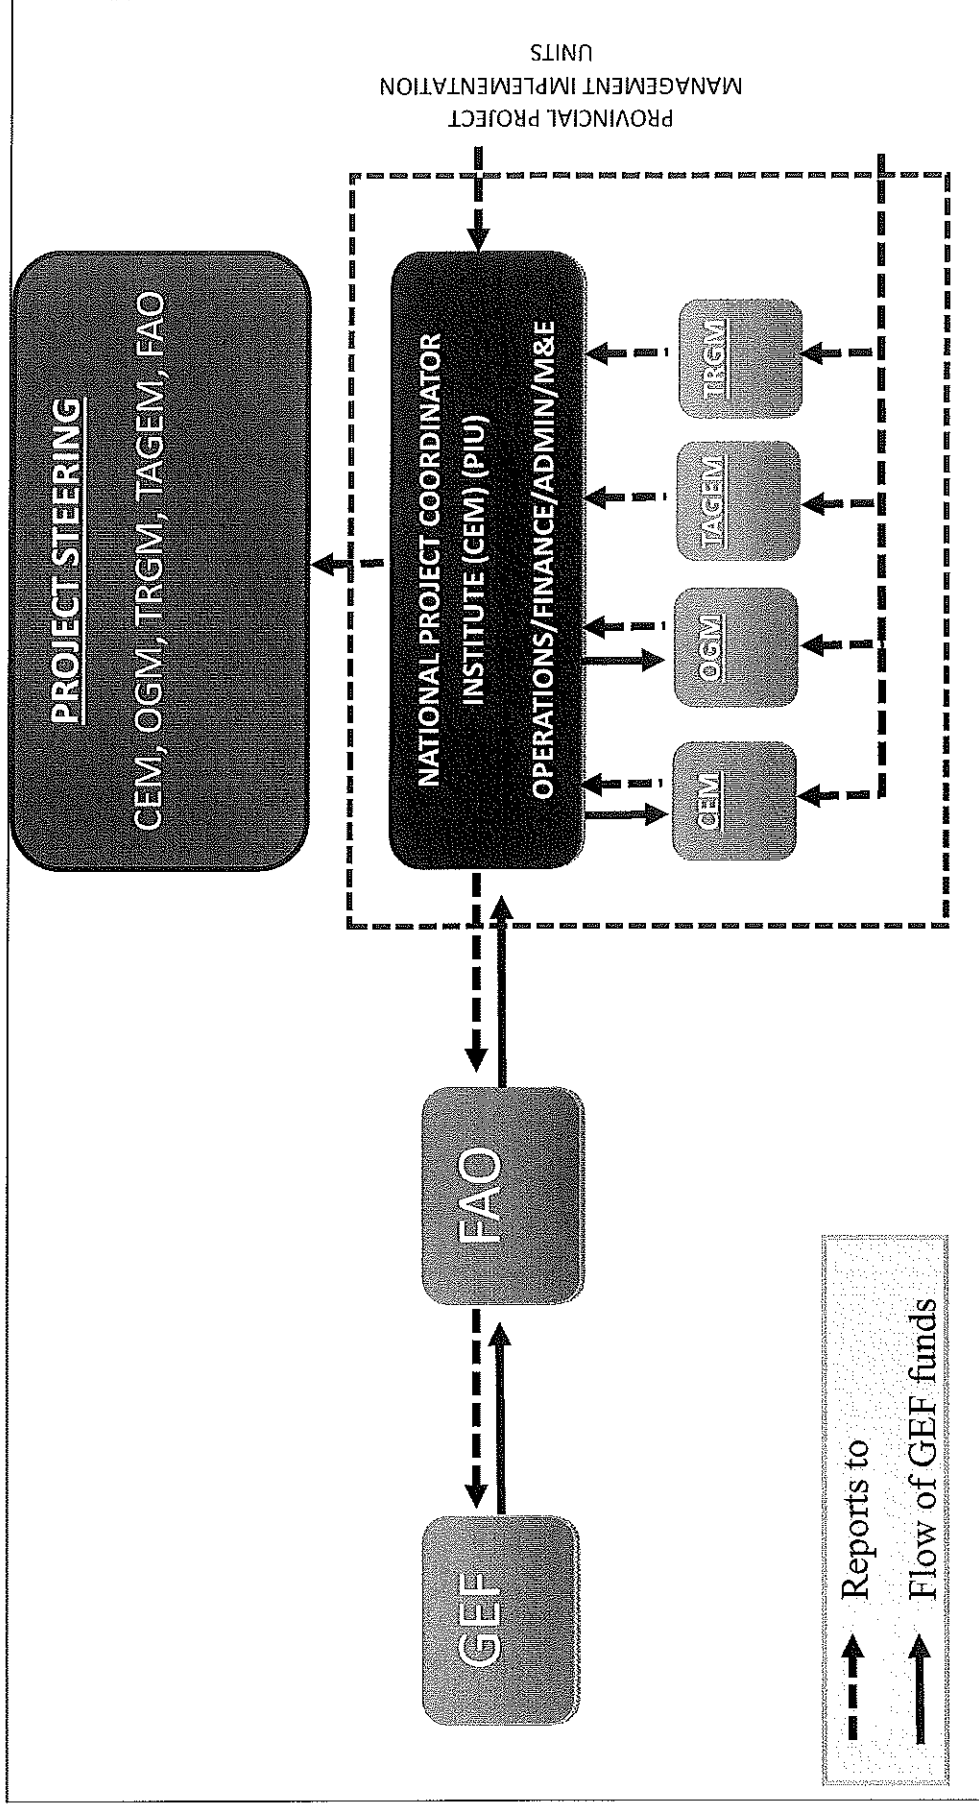 PROJECT STEERING
CEM, OGM, TRGM, TAGEM, FAO
GEF
FAO
NATIONAL PROJECT COORDINATOR
INSTITUTE (CEM) (PIU)
OPERATIONS/FINANCE/ADMIN/M&E
CEM
OGM
TAGEM
TRGM
PROVINCIAL PROJECT
MANAGEMENT IMPLEMENTATION
UNITS
Reports to
Flow of GEF funds